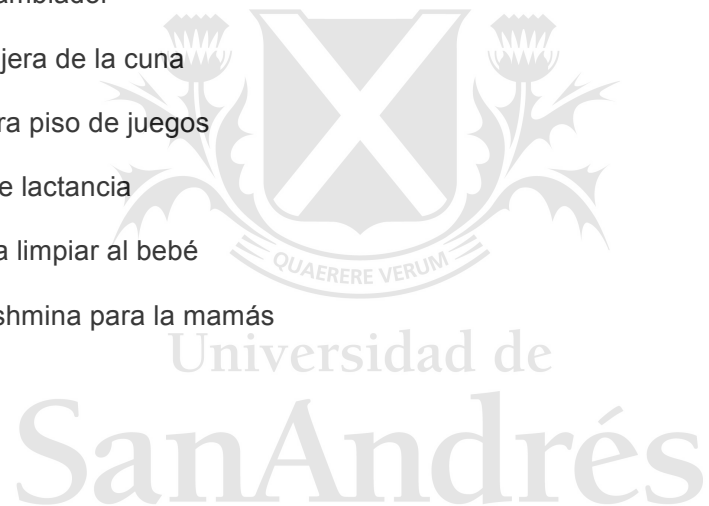 jera de la cuna
ra piso de juegos
e lactancia
a limpiar al bebé
shmina para la mamás
QUAERERE VERUM
Universidad de
SanAndrés